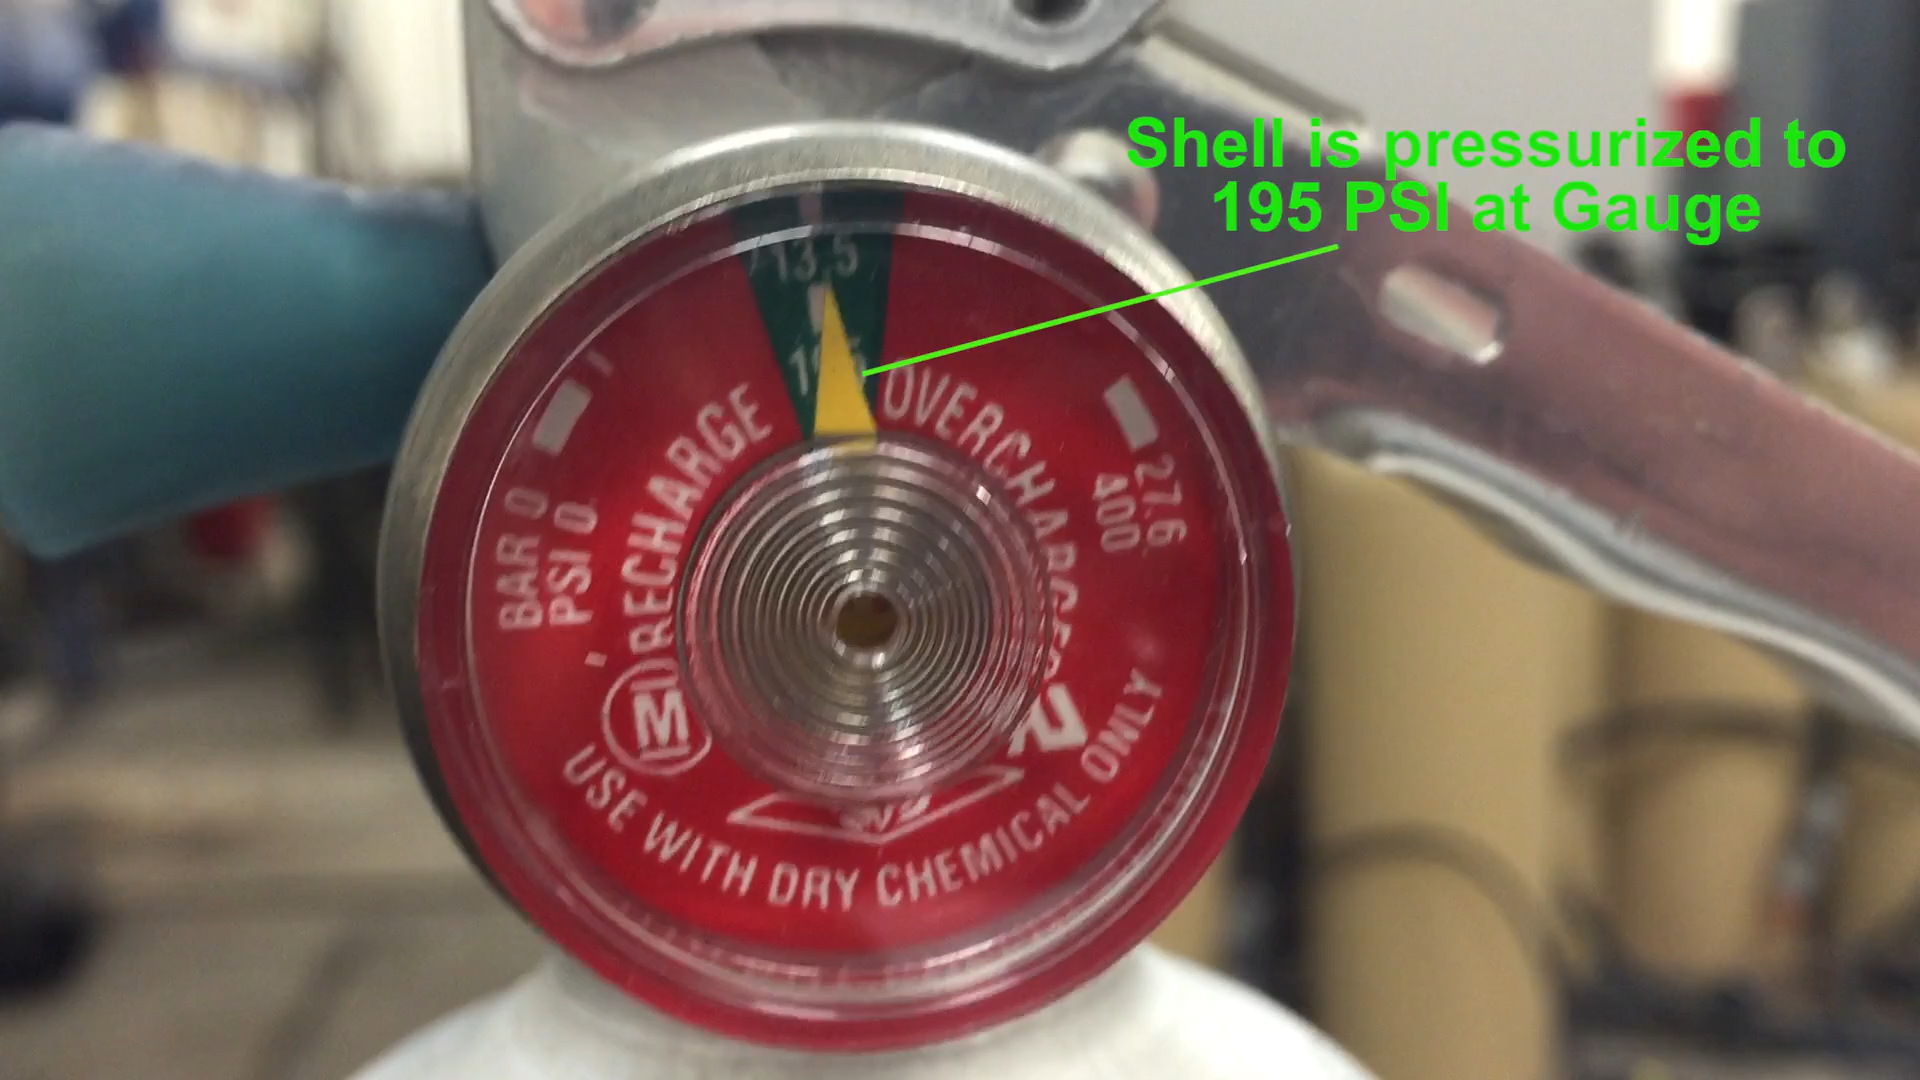 Shell is pressurized to
195 PSI at Gauge
13.5
BAR 0
PSI 0
RECHARGE
OVERCHARGED
27.6
400
M
USE WITH DRY CHEMICAL ONLY